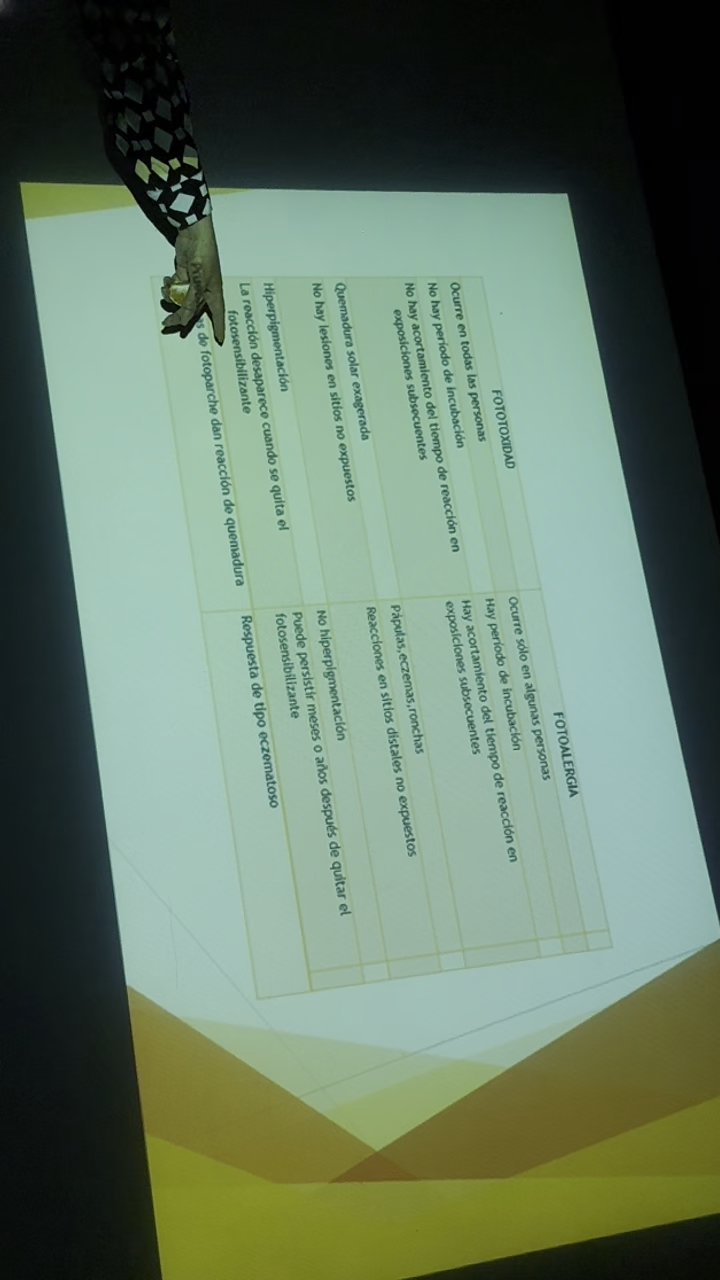 FOTOTOXIDAD
FOTOALERGIA
Ocurre en todas las personas
Ocurre sólo en algunas personas
No hay período de incubación
Hay período de incubación
No hay acortamiento del tiempo de reacción en
exposiciones subsecuentes
Hay acortamiento del tiempo de reacción en
exposiciones subsecuentes
Quemadura solar exagerada
Pápulas,eczemas,ronchas
No hay lesiones en sitios no expuestos
Reacciones en sitios distales no expuestos
Hiperpigmentación
No hiperpigmentación
La reacción desaparece cuando se quita el
fotosensibilizante
Puede persistir meses o años después de quitar el
fotosensibilizante
de fotoparche dan reacción de quemadura
Respuesta de tipo eczematoso